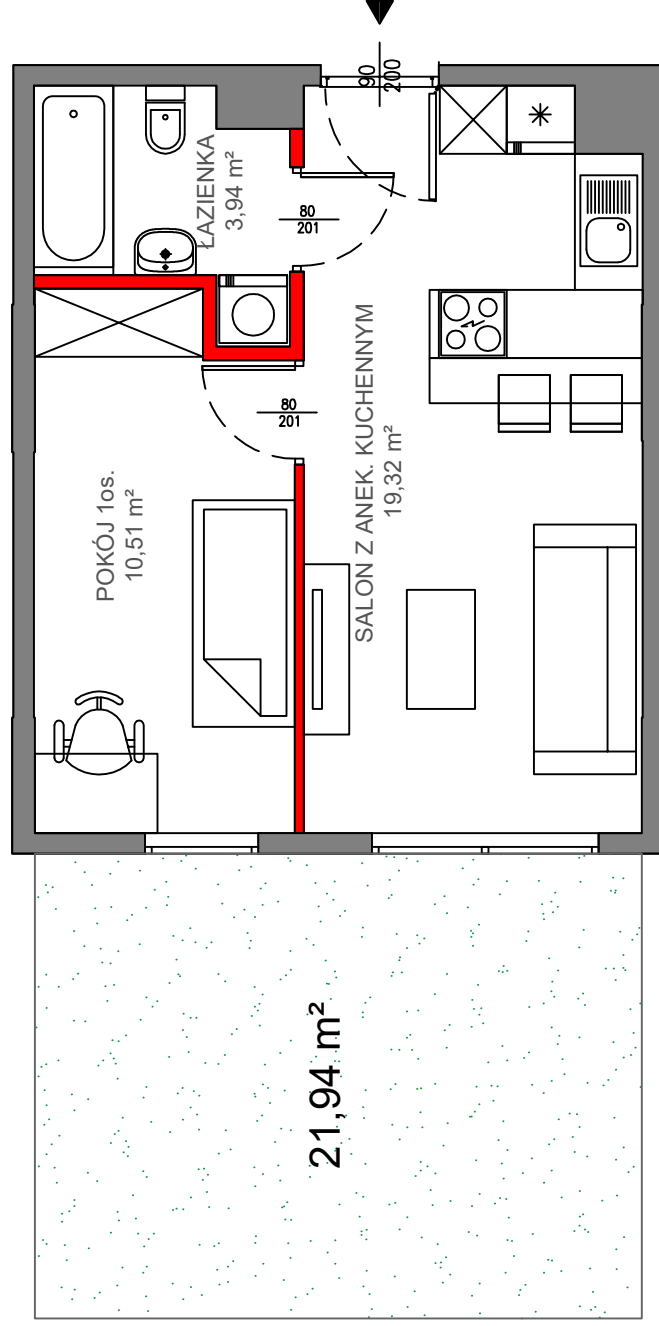 90
200
ŁAZIENKA
3,94 m²
80
201
SALON Z ANEK. KUCHENNYM
19,32 m²
80
201
POKÓJ 1os.
10,51 m²
21,94 m²